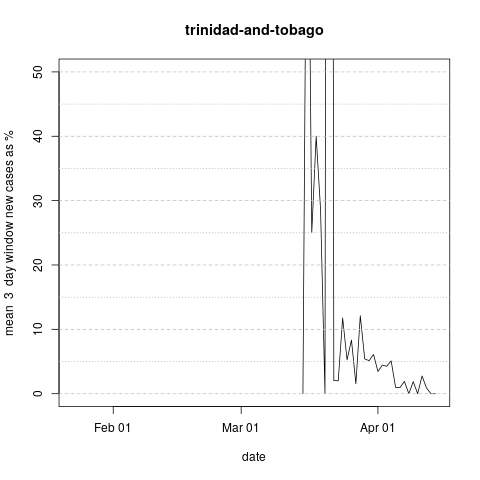 trinidad-and-tobago
50
40
30
20
10
0
mean  3  day window new cases as %
Feb 01
Mar 01
Apr 01
date